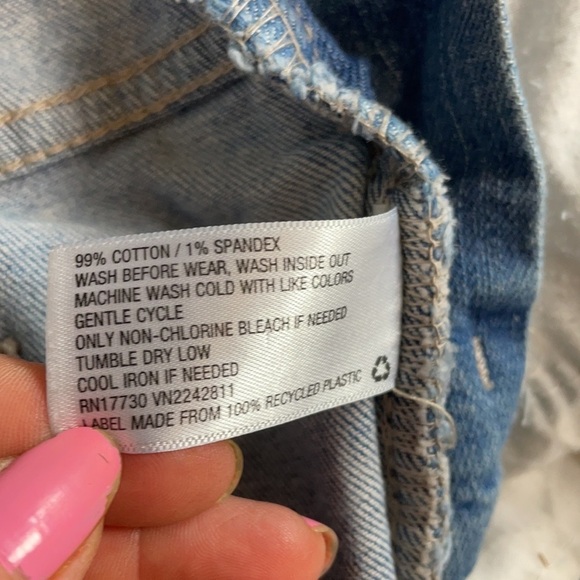 99% COTTON / 1% SPANDEX
WASH BEFORE WEAR, WASH INSIDE OUT
MACHINE WASH COLD WITH LIKE COLORS
GENTLE CYCLE
ONLY NON-CHLORINE BLEACH IF NEEDED
TUMBLE DRY LOW
COOL IRON IF NEEDED
RN17730 VN2242811
LABEL MADE FROM 100% RECYCLED PLASTIC